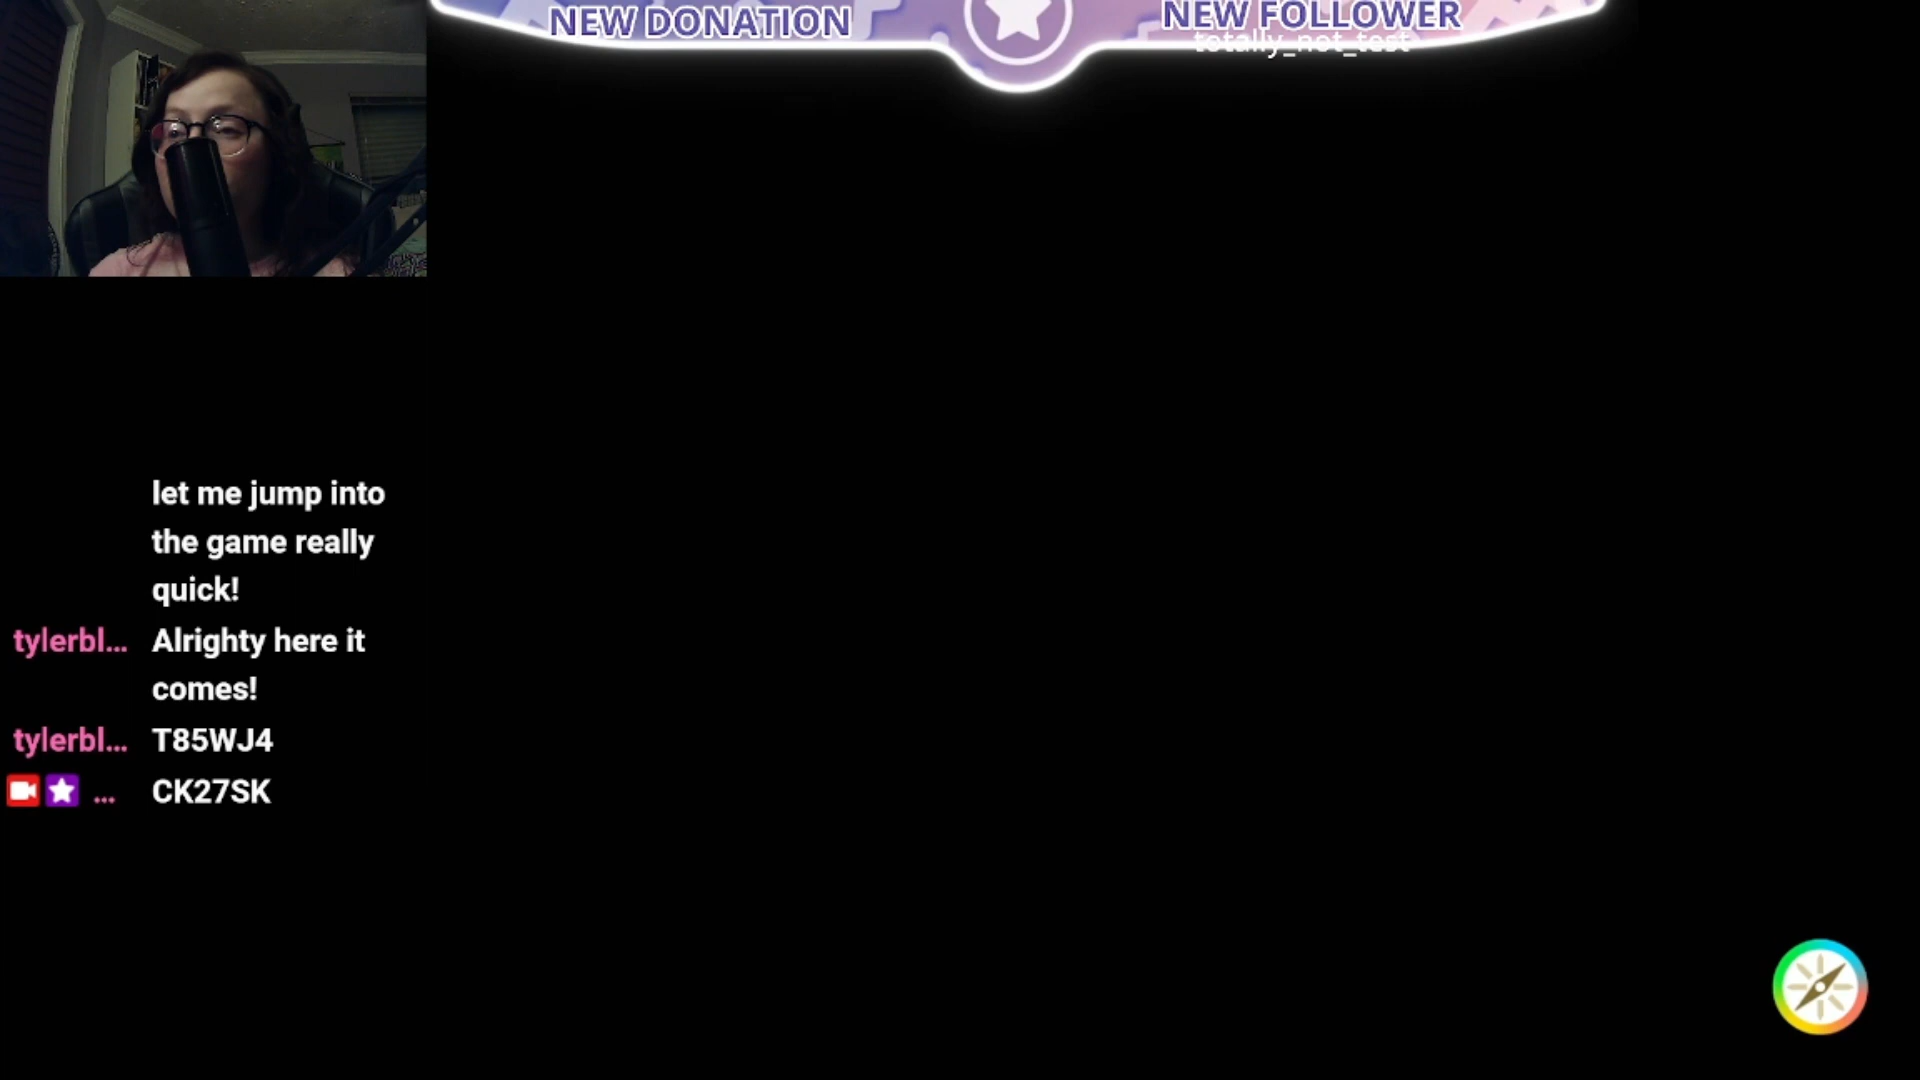 NEW DONATION
NEW FOLLOWER
totally_not_test
let me jump into
the game really
quick!
tylerbl... Alrighty here it
comes!
tylerbl... T85WJ4
... CK27SK